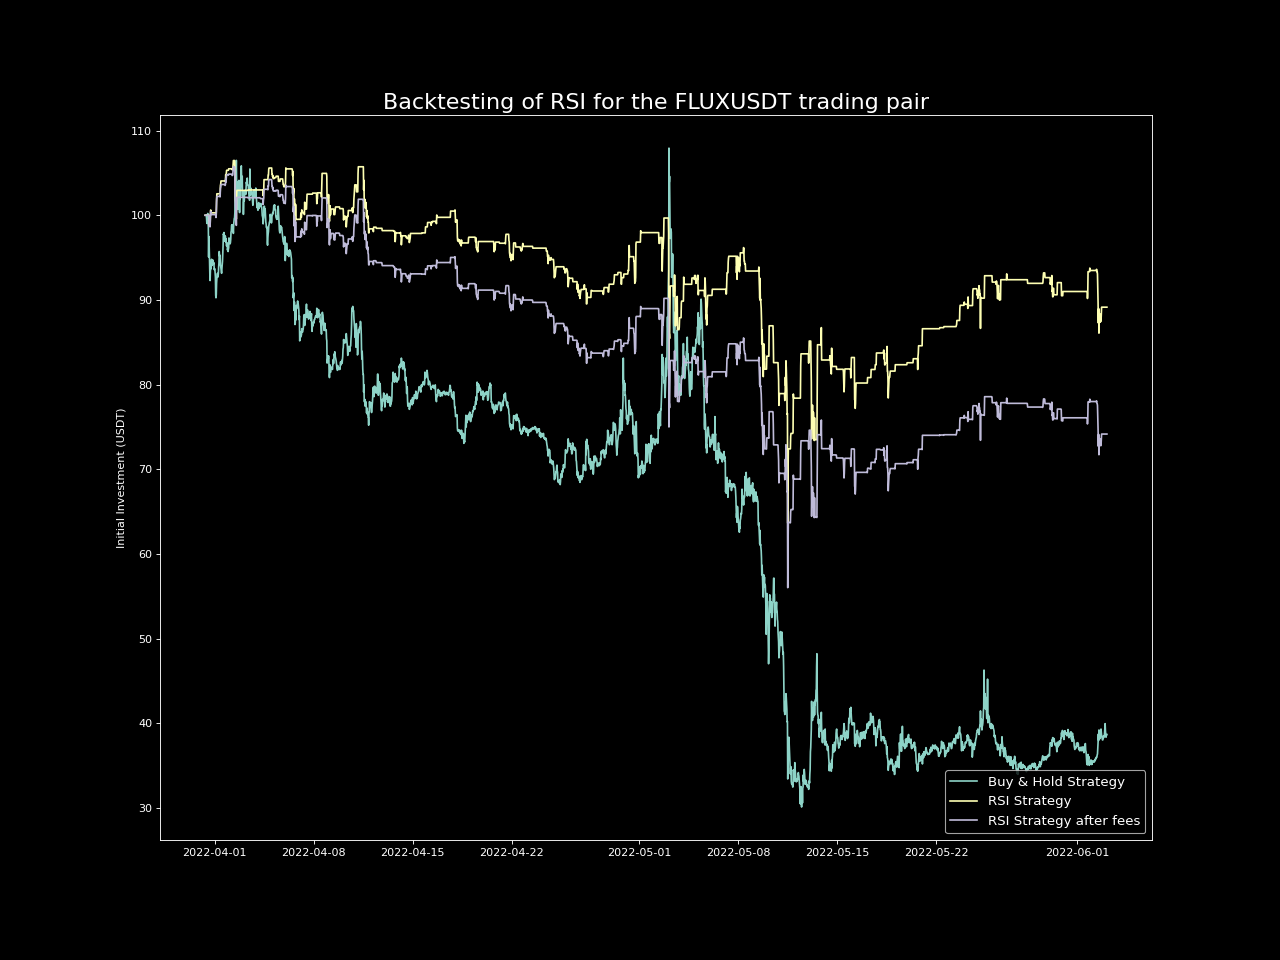 Backtesting of RSI for the FLUXUSDT trading pair
110
100
90
80
70
60
50
40
30
Initial Investment (USDT)
2022-04-01 2022-04-08 2022-04-15 2022-04-22 2022-05-01 2022-05-08 2022-05-15 2022-05-22 2022-06-01
Buy & Hold Strategy
RSI Strategy
RSI Strategy after fees